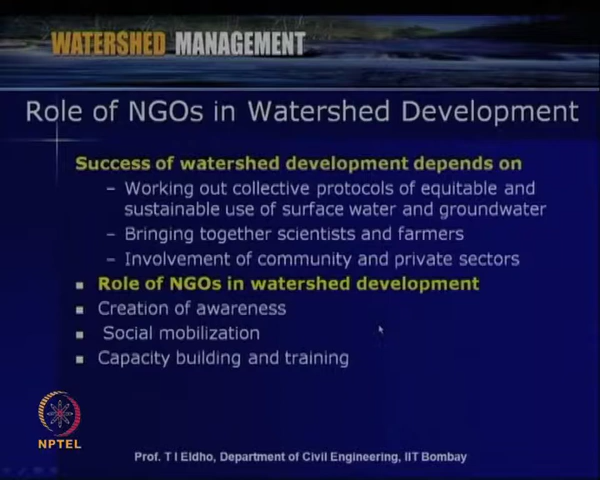 WATERSHED MANAGEMENT
Role of NGOs in Watershed Development
Success of watershed development depends on
– Working out collective protocols of equitable and
sustainable use of surface water and groundwater
– Bringing together scientists and farmers
– Involvement of community and private sectors
▪ Role of NGOs in watershed development
▪ Creation of awareness
▪ Social mobilization
▪ Capacity building and training
NPTEL
Prof. T I Eldho, Department of Civil Engineering, IIT Bombay